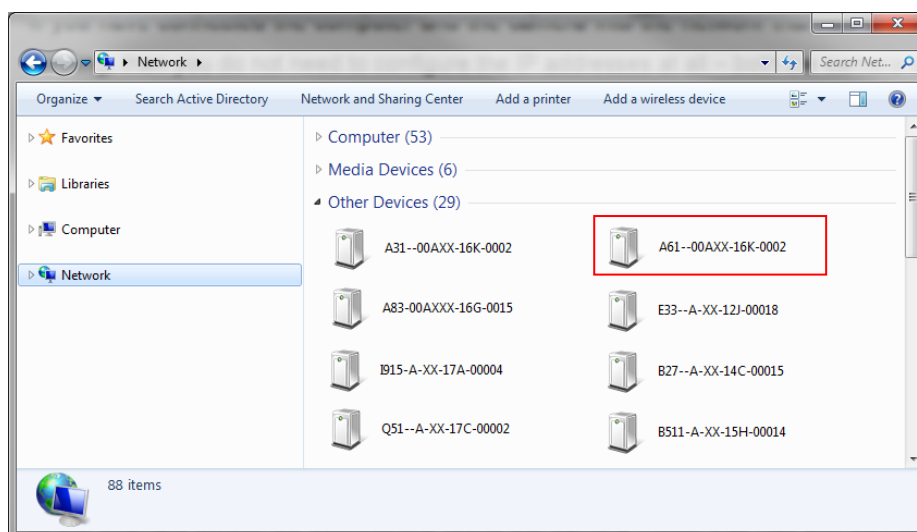 Network
Search Net...
Organize
Search Active Directory
Network and Sharing Center
Add a printer
Add a wireless device
Favorites
Libraries
Computer
Network
Computer (53)
Media Devices (6)
Other Devices (29)
A31--00AXX-16K-0002
A61--00AXX-16K-0002
A83-00AXXX-16G-0015
E33--A-XX-12J-00018
I915-A-XX-17A-00004
B27--A-XX-14C-00015
Q51--A-XX-17C-00002
B511-A-XX-15H-00014
88 items